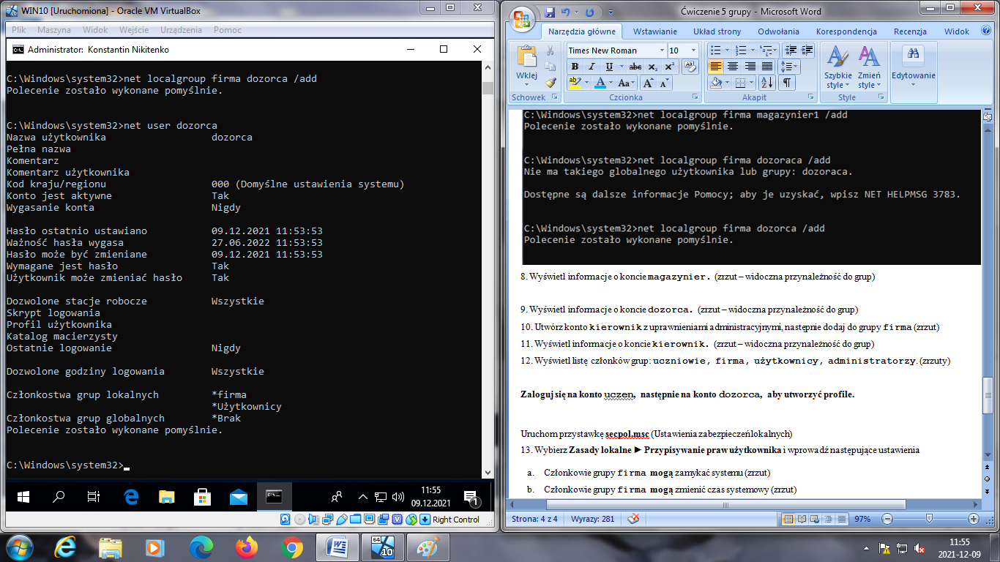 WIN10 [Uruchomiona] - Oracle VM VirtualBox
Plik Maszyna Widok Wejście Urządzenia Pomoc
Administrator: Konstantin Nikitenko
C:\Windows\system32>net localgroup firma dozorca /add
Polecenie zostało wykonane pomyślnie.
C:\Windows\system32>net user dozorca
Nazwa użytkownika dozorca
Pełna nazwa
Komentarz
Komentarz użytkownika
Kod kraju/regionu 000 (Domyślne ustawienia systemu)
Konto jest aktywne Tak
Wygasanie konta Nigdy
Hasło ostatnio ustawiano 09.12.2021 11:53:53
Ważność hasła wygasa 27.06.2022 11:53:53
Hasło może być zmieniane 09.12.2021 11:53:53
Wymagane jest hasło Tak
Użytkownik może zmieniać hasło Tak
Dozwolone stacje robocze Wszystkie
Skrypt logowania
Profil użytkownika
Katalog macierzysty
Ostatnie logowanie Nigdy
Dozwolone godziny logowania Wszystkie
Członkostwa grup lokalnych *firma
*Użytkownicy
Członkostwa grup globalnych *Brak
Polecenie zostało wykonane pomyślnie.
C:\Windows\system32>
11:55
09.12.2021
1
Right Control
Ćwiczenie 5 grupy - Microsoft Word
Narzędzia główne Wstawianie Układ strony Odwołania Korespondencja Recenzja Widok
Wklej
Times New Roman 10
B I U abc x₂ x² Aa A A
Szybkie style
Zmień style
Edytowanie
Schowek Czcionka Akapit Style
C:\Windows\system32>net localgroup firma magazynier1 /add
Polecenie zostało wykonane pomyślnie.
C:\Windows\system32>net localgroup firma dozoraca /add
Nie ma takiego globalnego użytkownika lub grupy: dozoraca.
Dostępne są dalsze informacje Pomocy; aby je uzyskać, wpisz NET HELPMSG 3783.
C:\Windows\system32>net localgroup firma dozorca /add
Polecenie zostało wykonane pomyślnie.
8. Wyświetl informacje o koncie magazynier. (zrzut – widoczna przynależność do grup)
9. Wyświetl informacje o koncie dozorca. (zrzut – widoczna przynależność do grup)
10. Utwórz konto kierownik z uprawnieniami administracyjnymi, następnie dodaj do grupy firma (zrzut)
11. Wyświetl informacje o koncie kierownik. (zrzut – widoczna przynależność do grup)
12. Wyświetl listę członków grup: uczniowie, firma, użytkownicy, administratorzy. (zrzuty)
Zaloguj się na konto uczen, następnie na konto dozorca, aby utworzyć profile.
Uruchom przystawkę secpol.msc (Ustawienia zabezpieczeń lokalnych)
13. Wybierz Zasady lokalne ► Przypisywanie praw użytkownika i wprowadź następujące ustawienia
a. Członkowie grupy firma mogą zamykać systemu (zrzut)
b. Członkowie grupy firma mogą zmienić czas systemowy (zrzut)
Strona: 4 z 4 Wyrazy: 281 97%
64
10
11:55
2021-12-09